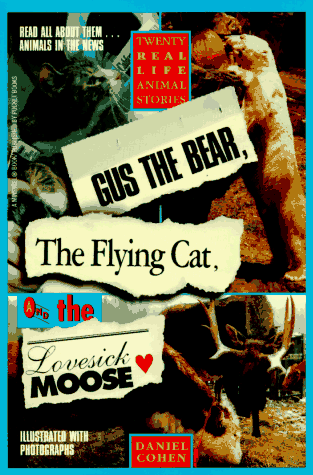 READ ALL ABOUT THEM...
ANIMALS IN THE NEWS
TWENTY
REAL
LIFE
ANIMAL
STORIES
GUS THE BEAR,
The Flying Cat,
AND the
Lovesick
MOOSE
ILLUSTRATED WITH
PHOTOGRAPHS
DANIEL
COHEN